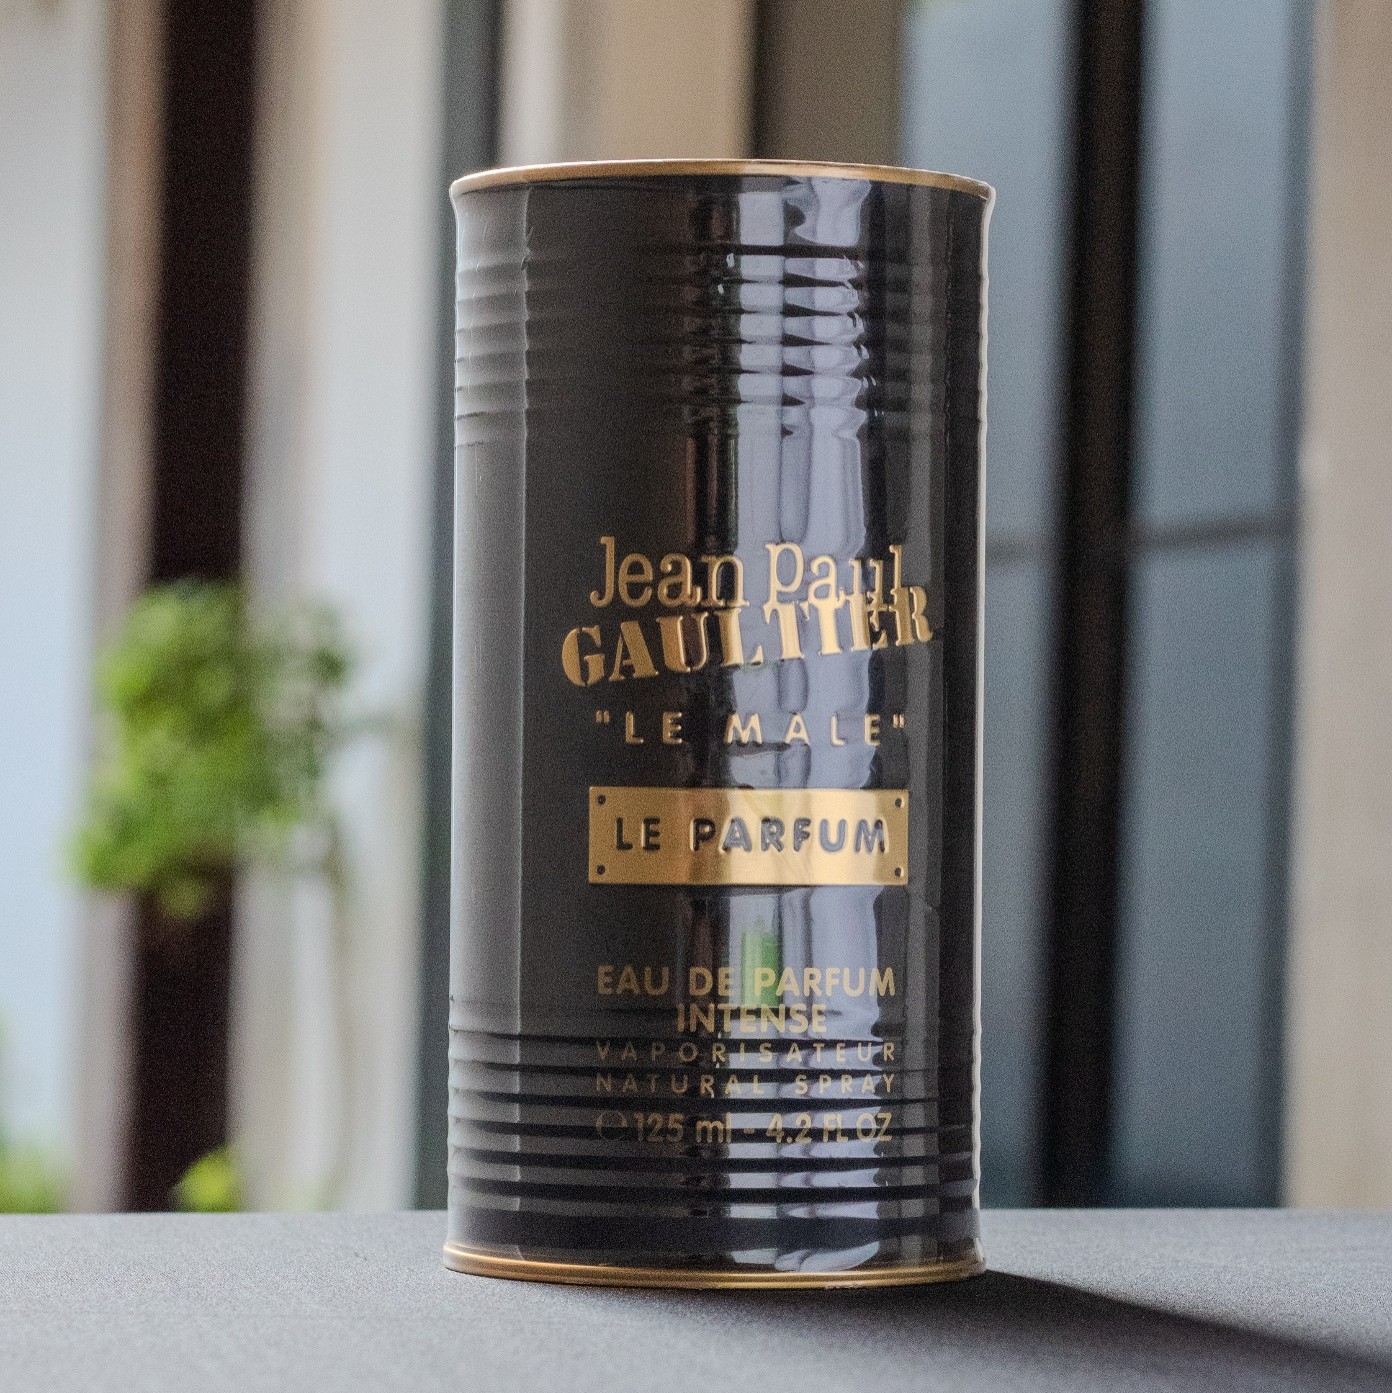 Jean Paul
GAULTIER
"LE MALE"
LE PARFUM
EAU DE PARFUM
INTENSE
VAPORISATEUR
NATURAL SPRAY
℮125 ml - 4.2 FL OZ